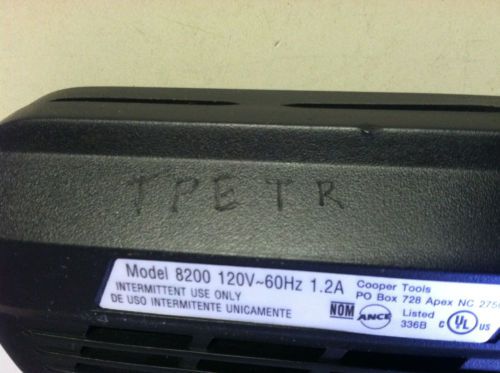 TPETR
Model 8200 120V~60Hz 1.2A
INTERMITTENT USE ONLY
DE USO INTERMITENTE UNICAMENTE
Cooper Tools
PO Box 728 Apex NC
NOM ANCE
Listed
336B
C UL US